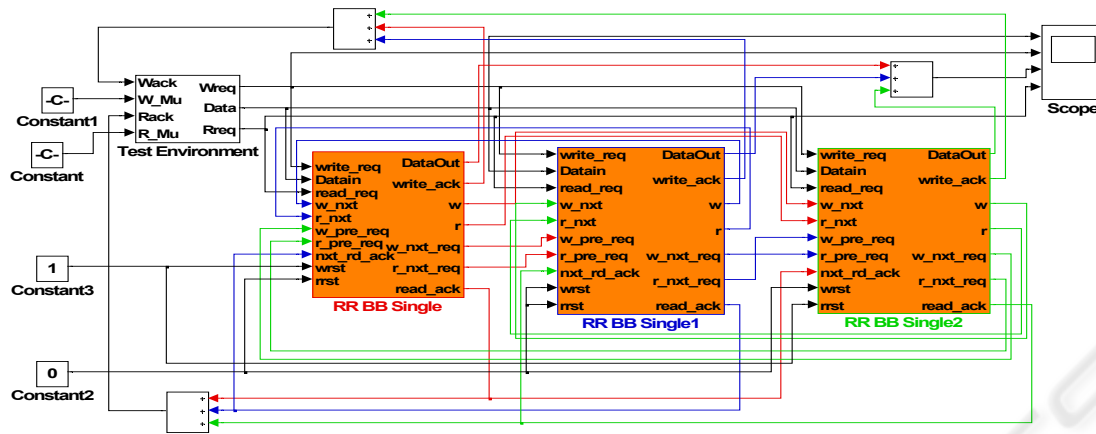 Wack
W_Mu
Rack
R_Mu
Wreq
Data
Rreq
Test Environment
-C-
Constant1
-C-
Constant
Scope
write_req
Datain
read_req
w_nxt
r_nxt
w_pre_req
r_pre_req
nxt_rd_ack
wrst
rrst
DataOut
write_ack
w
r
w_nxt_req
r_nxt_req
read_ack
RR BB Single
write_req
Datain
read_req
w_nxt
r_nxt
w_pre_req
r_pre_req
nxt_rd_ack
wrst
rrst
DataOut
write_ack
w
r
w_nxt_req
r_nxt_req
read_ack
RR BB Single1
write_req
Datain
read_req
w_nxt
r_nxt
w_pre_req
r_pre_req
nxt_rd_ack
wrst
rrst
DataOut
write_ack
w
r
w_nxt_req
r_nxt_req
read_ack
RR BB Single2
1
Constant3
0
Constant2